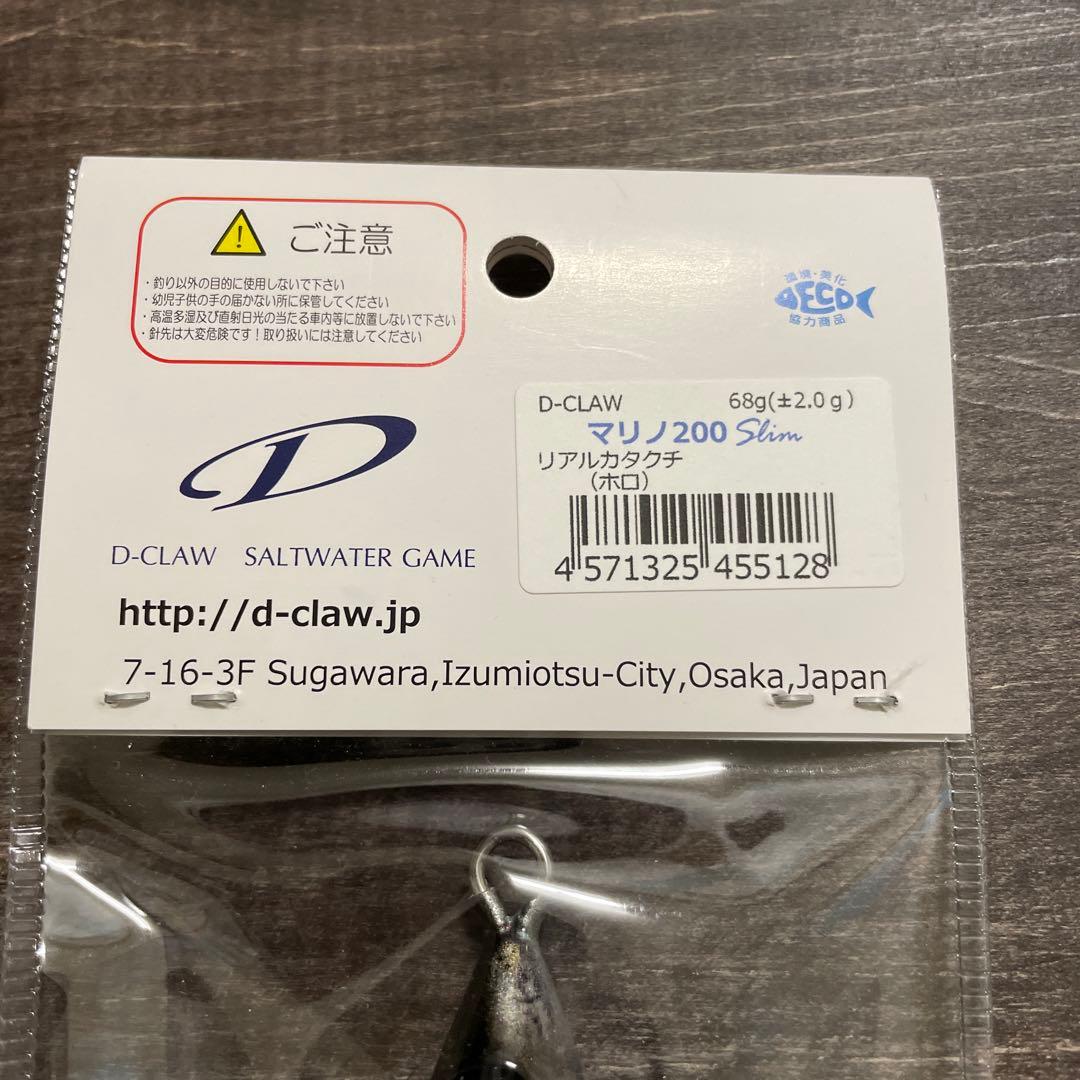 ご注意
・釣り以外の目的に使用しないで下さい
・幼児子供の手の届かない所に保管してください
・高温多湿及び直射日光の当たる車内等に放置しないで下さい
・針先は大変危険です!取り扱いには注意してください
環境・美化
ECO
協力商品
D-CLAW 68g(±2.0g)
マリノ200 Slim
リアルカタクチ
(ホロ)
4 571325 455128
D
D-CLAW SALTWATER GAME
http://d-claw.jp
7-16-3F Sugawara,Izumiotsu-City,Osaka,Japan